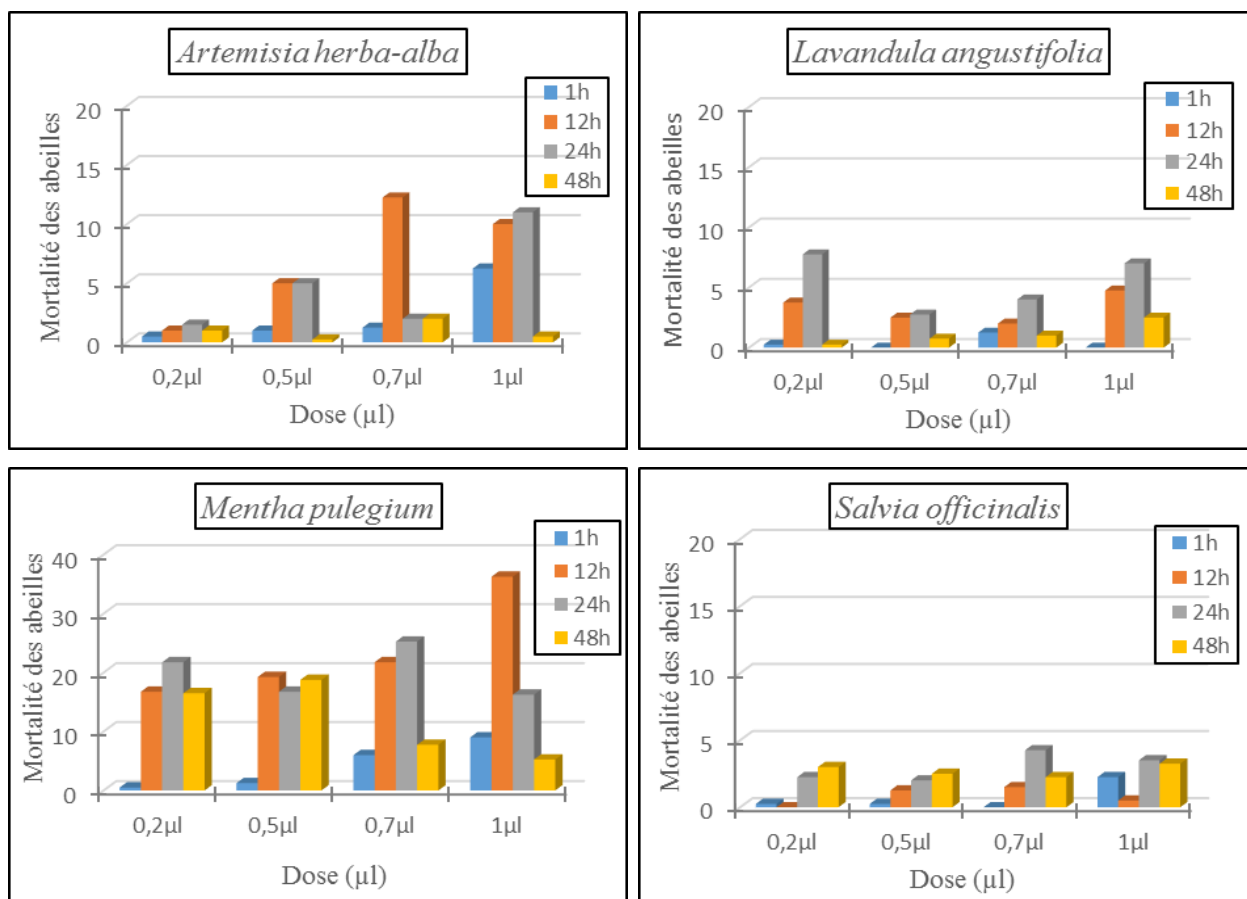 Artemisia herba-alba
1h
12h
24h
48h
Mortalité des abeilles
20
15
10
5
0
0,2µl 0,5µl 0,7µl 1µl
Dose (µl)
Lavandula angustifolia
1h
12h
24h
48h
Mortalité des abeilles
20
15
10
5
0
0,2µl 0,5µl 0,7µl 1µl
Dose (µl)
Mentha pulegium
1h
12h
24h
48h
Mortalité des abeilles
40
30
20
10
0
0,2µl 0,5µl 0,7µl 1µl
Dose (µl)
Salvia officinalis
1h
12h
24h
48h
Mortalité des abeilles
20
15
10
5
0
0,2µl 0,5µl 0,7µl 1µl
Dose (µl)